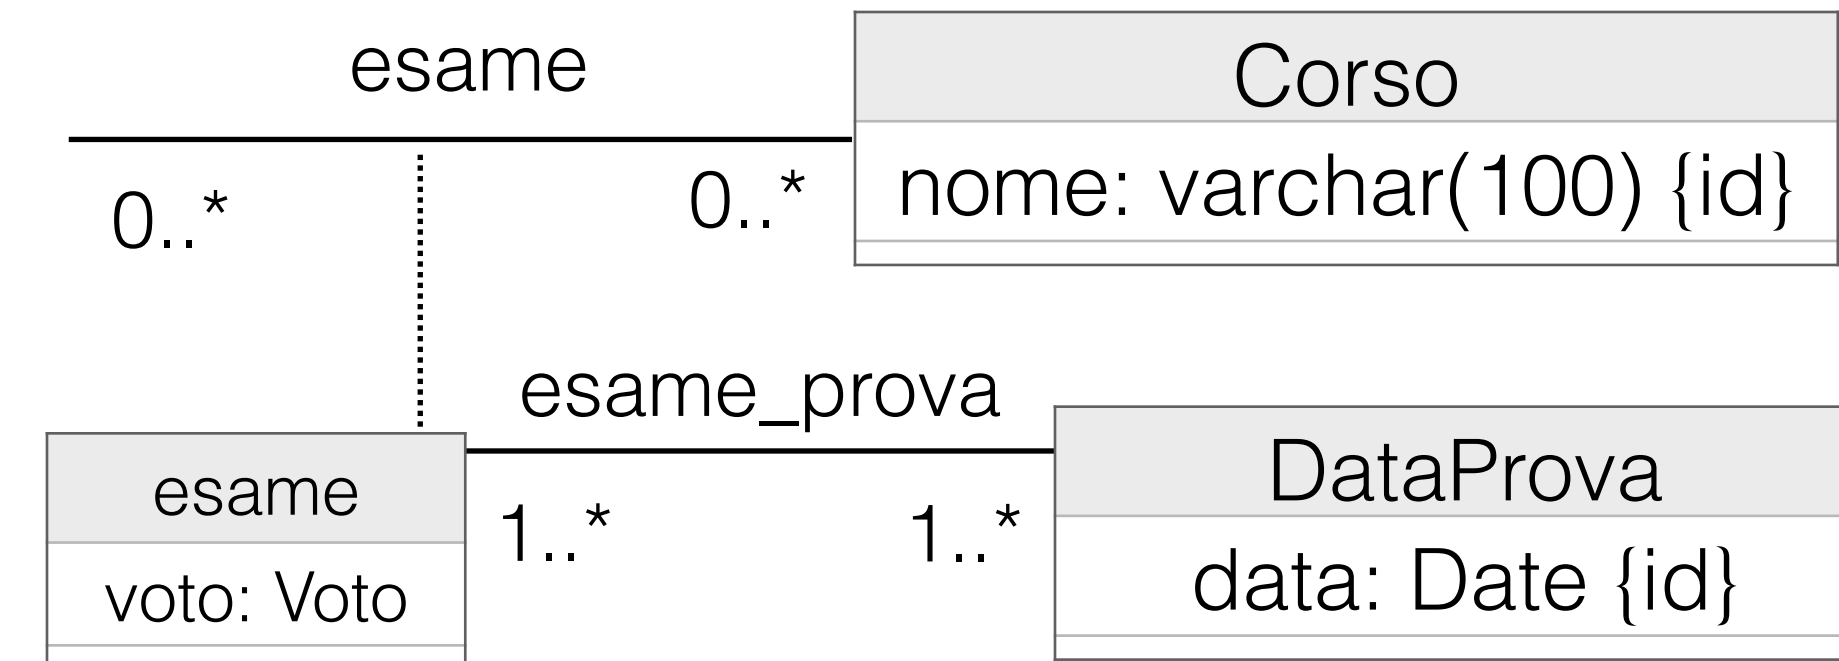 esame
Corso
nome: varchar(100) {id}
0..*
0..*
esame_prova
esame
1..*
1..*
DataProva
voto: Voto
data: Date {id}